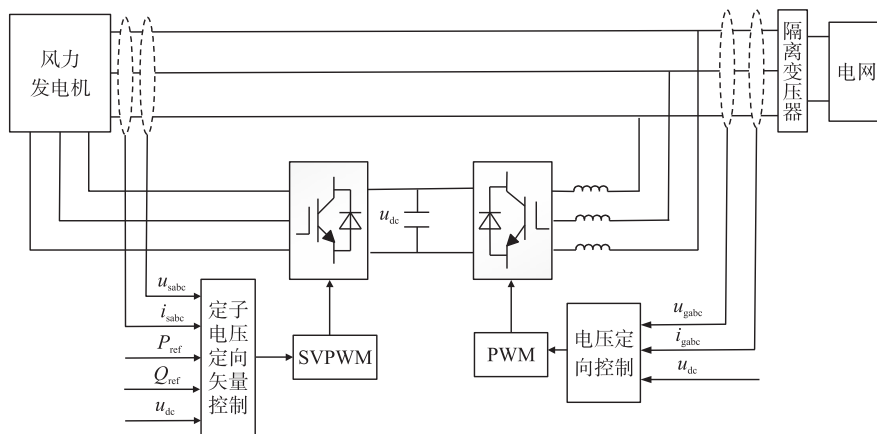 风力
发电机
隔离变压器
电网
u_dc
u_sabc
i_sabc
P_ref
Q_ref
u_dc
定子
电压
定向
矢量
控制
SVPWM
PWM
电压定
向控制
u_gabc
i_gabc
u_dc